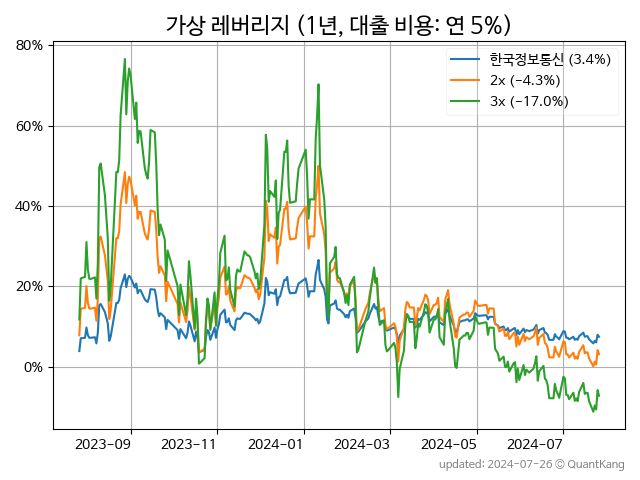 가상 레버리지 (1년, 대출 비용: 연 5%)
80%
60%
40%
20%
0%
한국정보통신 (3.4%)
2x (−4.3%)
3x (−17.0%)
2023-09
2023-11
2024-01
2024-03
2024-05
2024-07
updated: 2024-07-26 © QuantKang